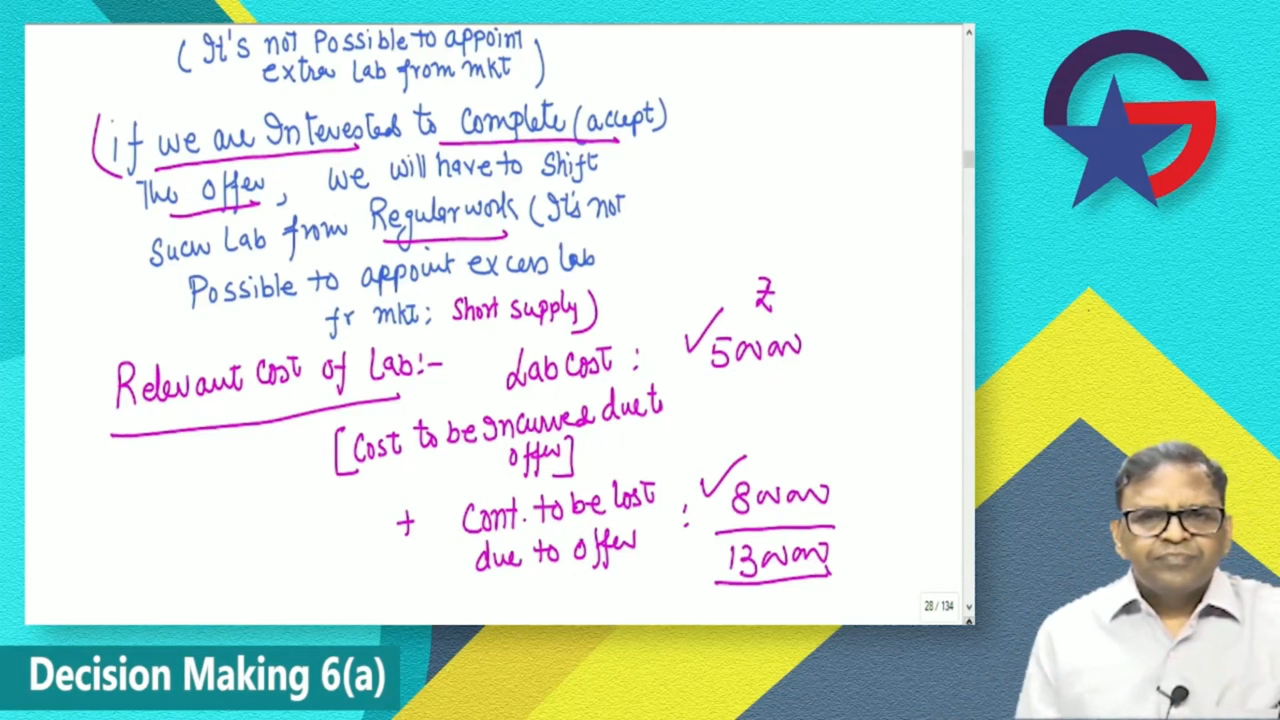 (It's not Possible to appoint
extra Lab from mkt)
(if we are Interested to complete (accept)
The offer, we will have to shift
Such Lab from Regular work (It's not
Possible to appoint excess lab
fr mkt; Short supply)
Relevant cost of Lab:- Lab cost : 50000
[Cost to be Incurred due to
offer]
+ Cont. to be lost : 80000
due to offer
130000
28 / 134
Decision Making 6(a)